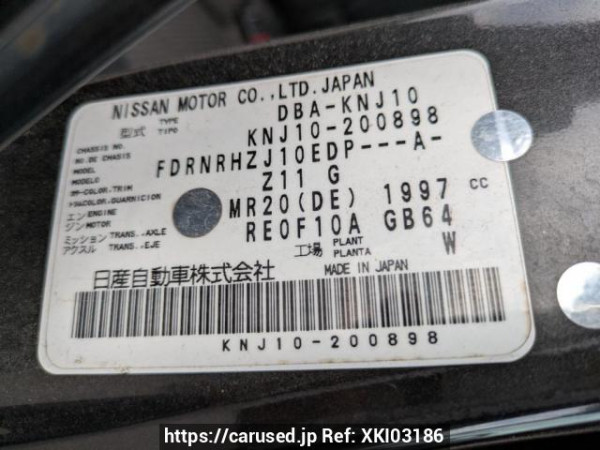 NISSAN MOTOR CO.,LTD.JAPAN
型式 TYPE TIPO DBA-KNJ10
CHASSIS NO. NO. DE CHASIS KNJ10-200898
MODEL MODELO FDRNRHZJ10EDP---A-
カラー COLOR,TRIM COLOR,GUARNICION Z11 G
エンジン ENGINE MOTOR MR20(DE) 1997 cc
ミッション アクスル TRANS.,AXLE TRANS.,EJE RE0F10A GB64
工場 PLANT PLANTA W
日産自動車株式会社 MADE IN JAPAN
KNJ10-200898
https://carused.jp Ref: XKI03186